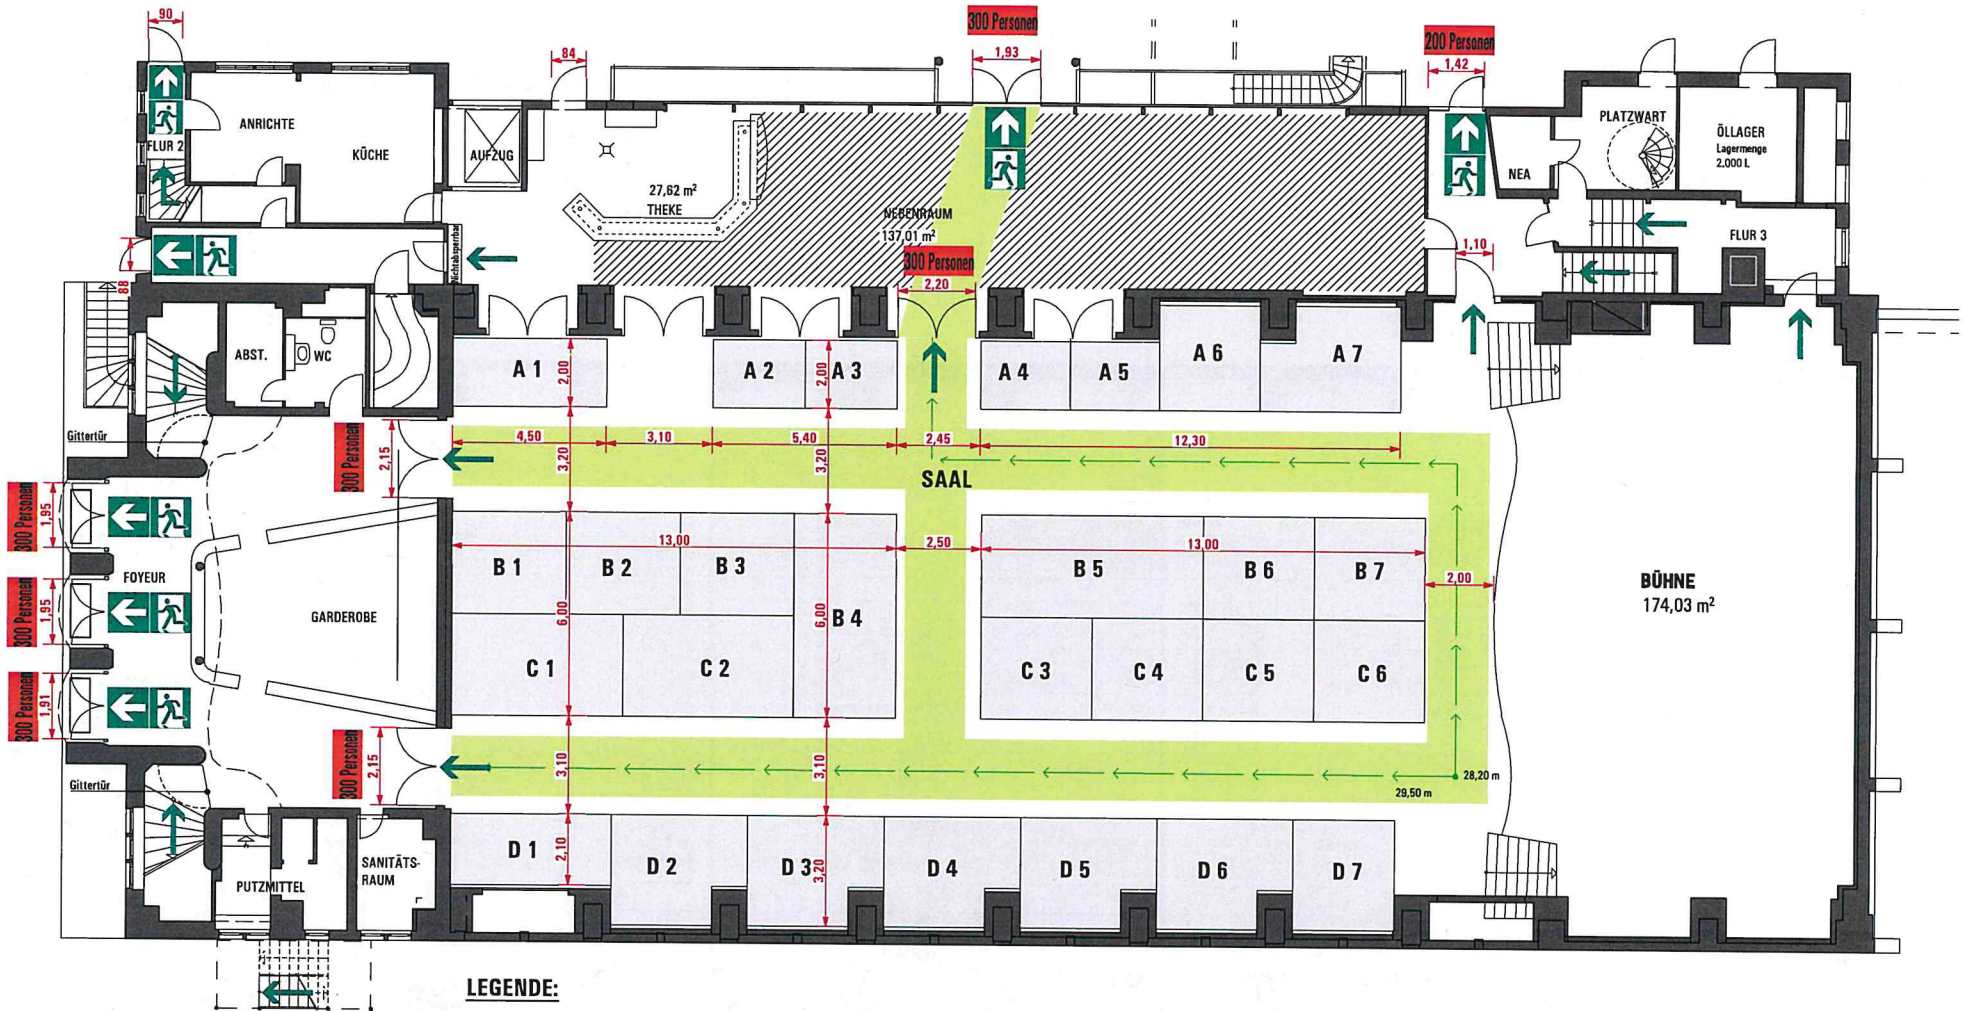 90
300 Personen
1,93
200 Personen
1,42
84
ANRICHTE
KÜCHE
FLUR 2
AUFZUG
27,62 m²
THEKE
NEBENRAUM
137,01 m²
300 Personen
2,20
NEA
PLATZWART
ÖLLAGER
Lagermenge
2,000 L
FLUR 3
1,10
Nichtabsperrbar
88
ABST.
WC
A 1
2,00
A 2
A 3
2,00
A 4
A 5
A 6
A 7
Gittertür
300 Personen
2,15
4,50
3,10
5,40
2,45
12,30
3,20
3,20
SAAL
300 Personen
1,95
300 Personen
1,95
300 Personen
1,91
FOYEUR
GARDEROBE
13,00
2,50
13,00
B 1
B 2
B 3
B 4
B 5
B 6
B 7
2,00
6,00
6,00
BÜHNE
174,03 m²
C 1
C 2
C 3
C 4
C 5
C 6
300 Personen
2,15
3,10
3,10
28,20 m
29,50 m
Gittertür
D 1
2,10
D 2
D 3
3,20
D 4
D 5
D 6
D 7
PUTZMITTEL
SANITÄTS-
RAUM
LEGENDE: